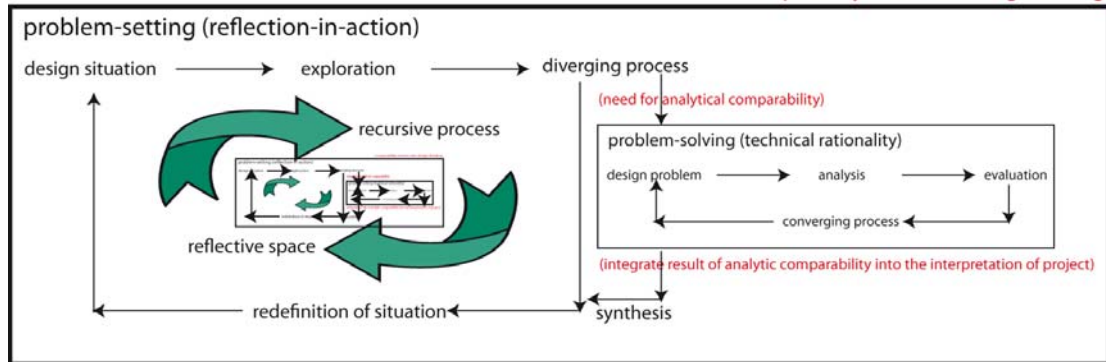 problem-setting (reflection-in-action)
design situation
exploration
diverging process
(need for analytical comparability)
recursive process
problem-solving (technical rationality)
design problem
analysis
evaluation
converging process
reflective space
(integrate result of analytic comparability into the interpretation of project)
redefinition of situation
synthesis